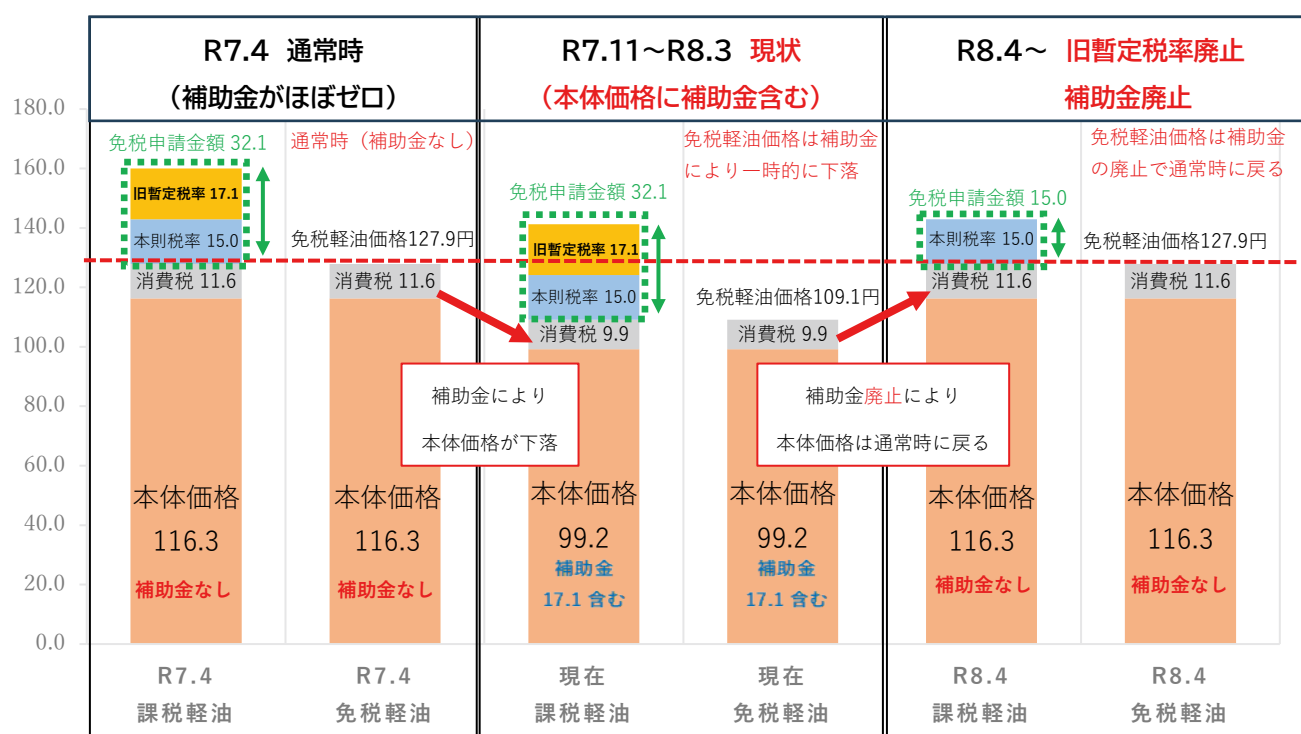 R7.4 通常時
(補助金がほぼゼロ)
R7.11～R8.3 現状
(本体価格に補助金含む)
R8.4～ 旧暫定税率廃止
補助金廃止
180.0
160.0
140.0
120.0
100.0
80.0
60.0
40.0
20.0
0.0
免税申請金額 32.1
旧暫定税率 17.1
本則税率 15.0
消費税 11.6
本体価格
116.3
補助金なし
通常時（補助金なし）
免税軽油価格127.9円
消費税 11.6
本体価格
116.3
補助金なし
補助金により
本体価格が下落
免税申請金額 32.1
旧暫定税率 17.1
本則税率 15.0
消費税 9.9
本体価格
99.2
補助金
17.1 含む
免税軽油価格は補助金
により一時的に下落
免税軽油価格109.1円
消費税 9.9
本体価格
99.2
補助金
17.1 含む
補助金廃止により
本体価格は通常時に戻る
免税申請金額 15.0
本則税率 15.0
消費税 11.6
本体価格
116.3
補助金なし
免税軽油価格は補助金
の廃止で通常時に戻る
免税軽油価格127.9円
消費税 11.6
本体価格
116.3
補助金なし
R7.4
課税軽油
R7.4
免税軽油
現在
課税軽油
現在
免税軽油
R8.4
課税軽油
R8.4
免税軽油